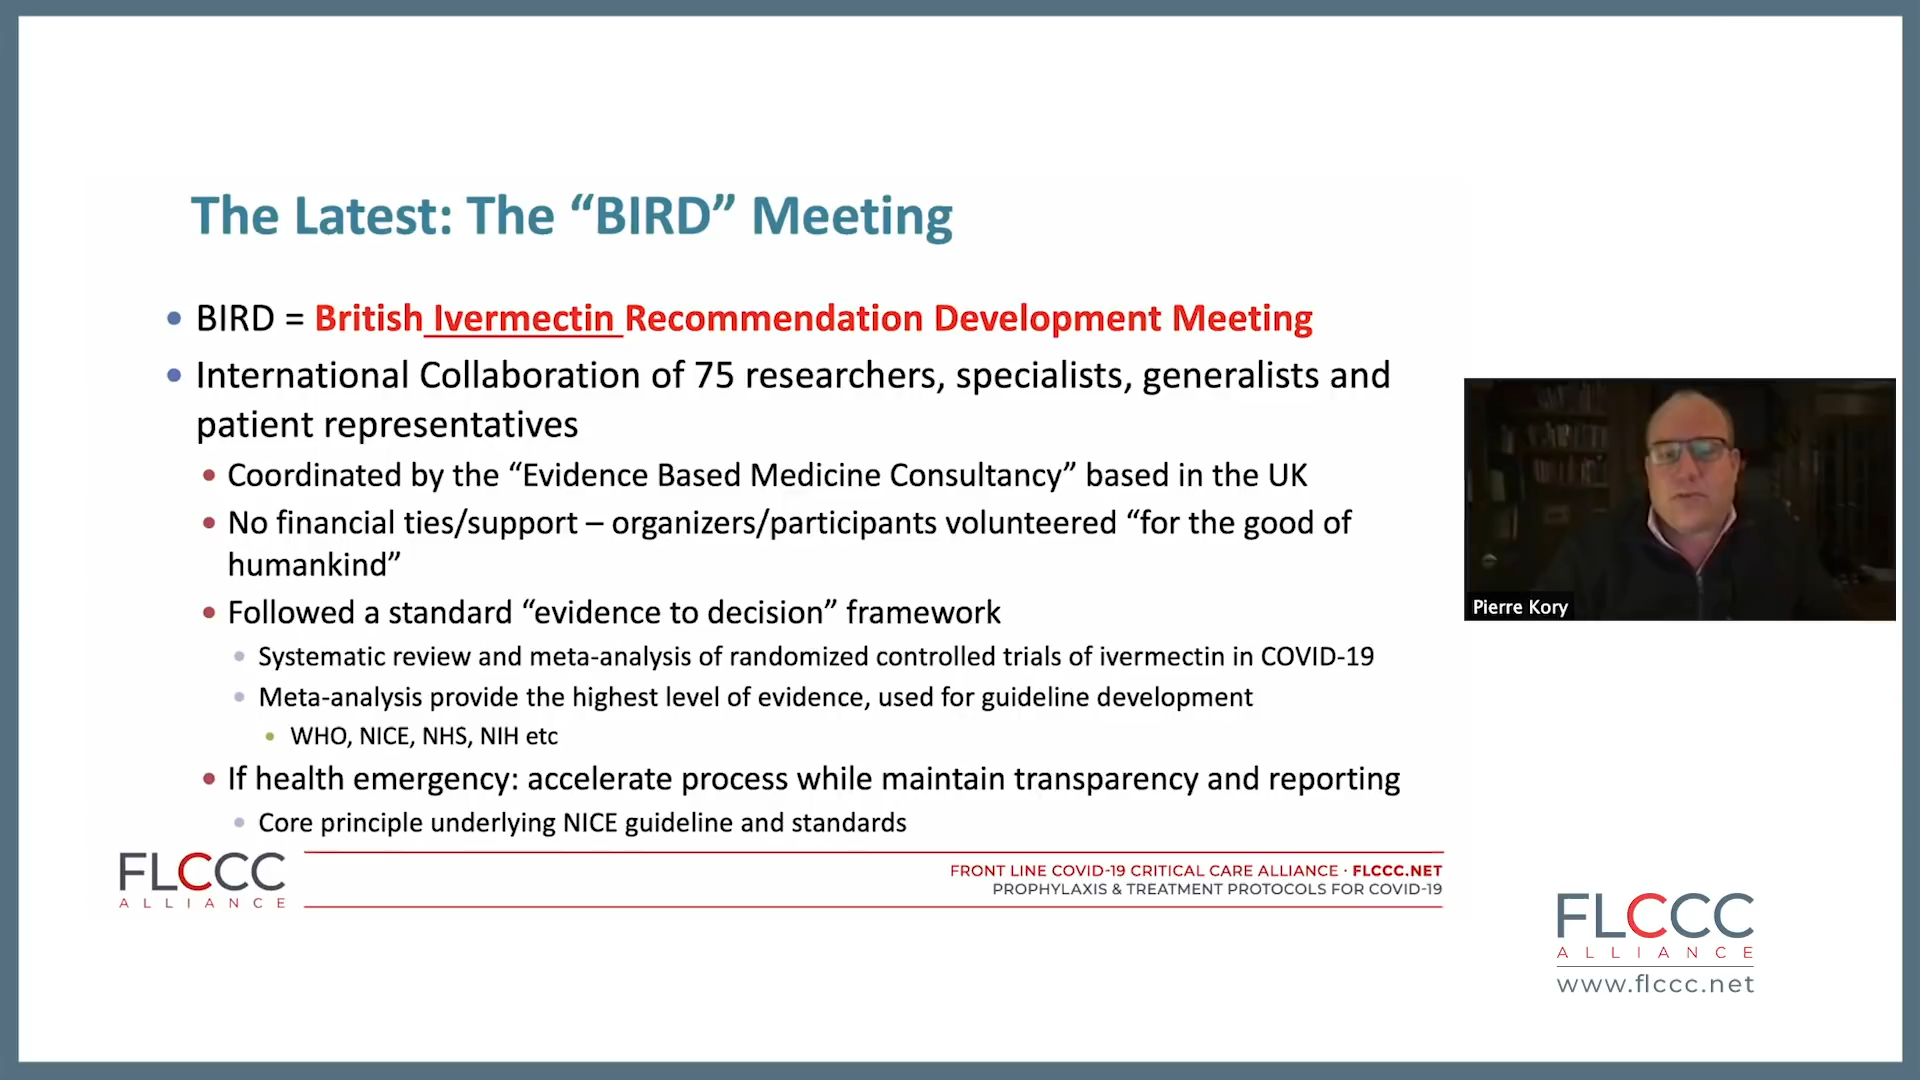 The Latest: The “BIRD” Meeting
• BIRD = British Ivermectin Recommendation Development Meeting
• International Collaboration of 75 researchers, specialists, generalists and
patient representatives
• Coordinated by the “Evidence Based Medicine Consultancy” based in the UK
• No financial ties/support – organizers/participants volunteered “for the good of
humankind”
• Followed a standard “evidence to decision” framework
• Systematic review and meta-analysis of randomized controlled trials of ivermectin in COVID-19
• Meta-analysis provide the highest level of evidence, used for guideline development
• WHO, NICE, NHS, NIH etc
• If health emergency: accelerate process while maintain transparency and reporting
• Core principle underlying NICE guideline and standards
FLCCC
ALLIANCE
FRONT LINE COVID-19 CRITICAL CARE ALLIANCE · FLCCC.NET
PROPHYLAXIS & TREATMENT PROTOCOLS FOR COVID-19
Pierre Kory
FLCCC
ALLIANCE
www.flccc.net